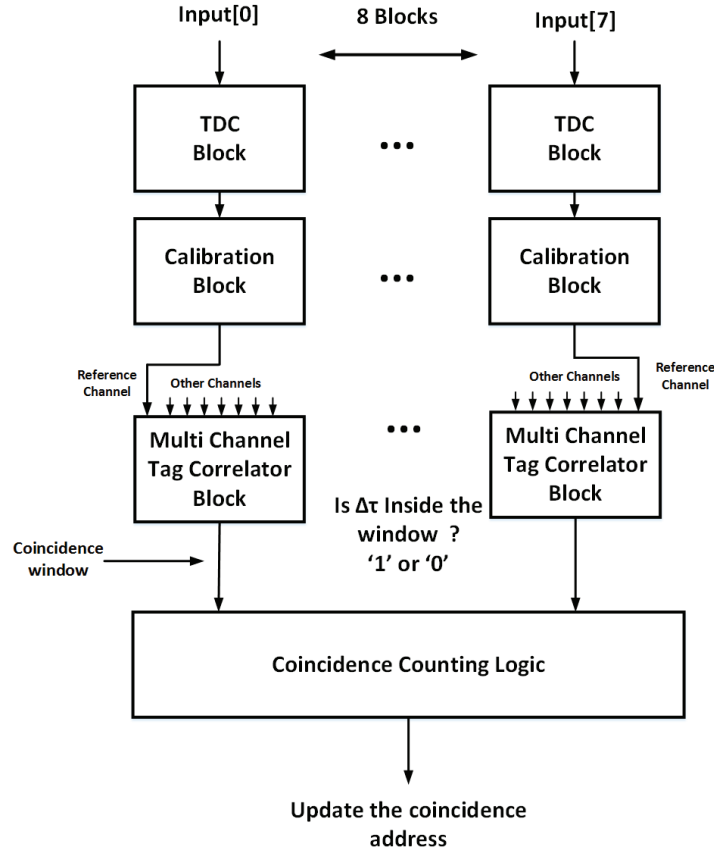 Input[0]
8 Blocks
Input[7]
TDC
Block
•••
TDC
Block
Calibration
Block
•••
Calibration
Block
Reference
Channel
Other Channels
Other Channels
Reference
Channel
Multi Channel
Tag Correlator
Block
•••
Multi Channel
Tag Correlator
Block
Is Δτ Inside the
window ?
‘1’ or ‘0’
Coincidence
window
Coincidence Counting Logic
Update the coincidence
address